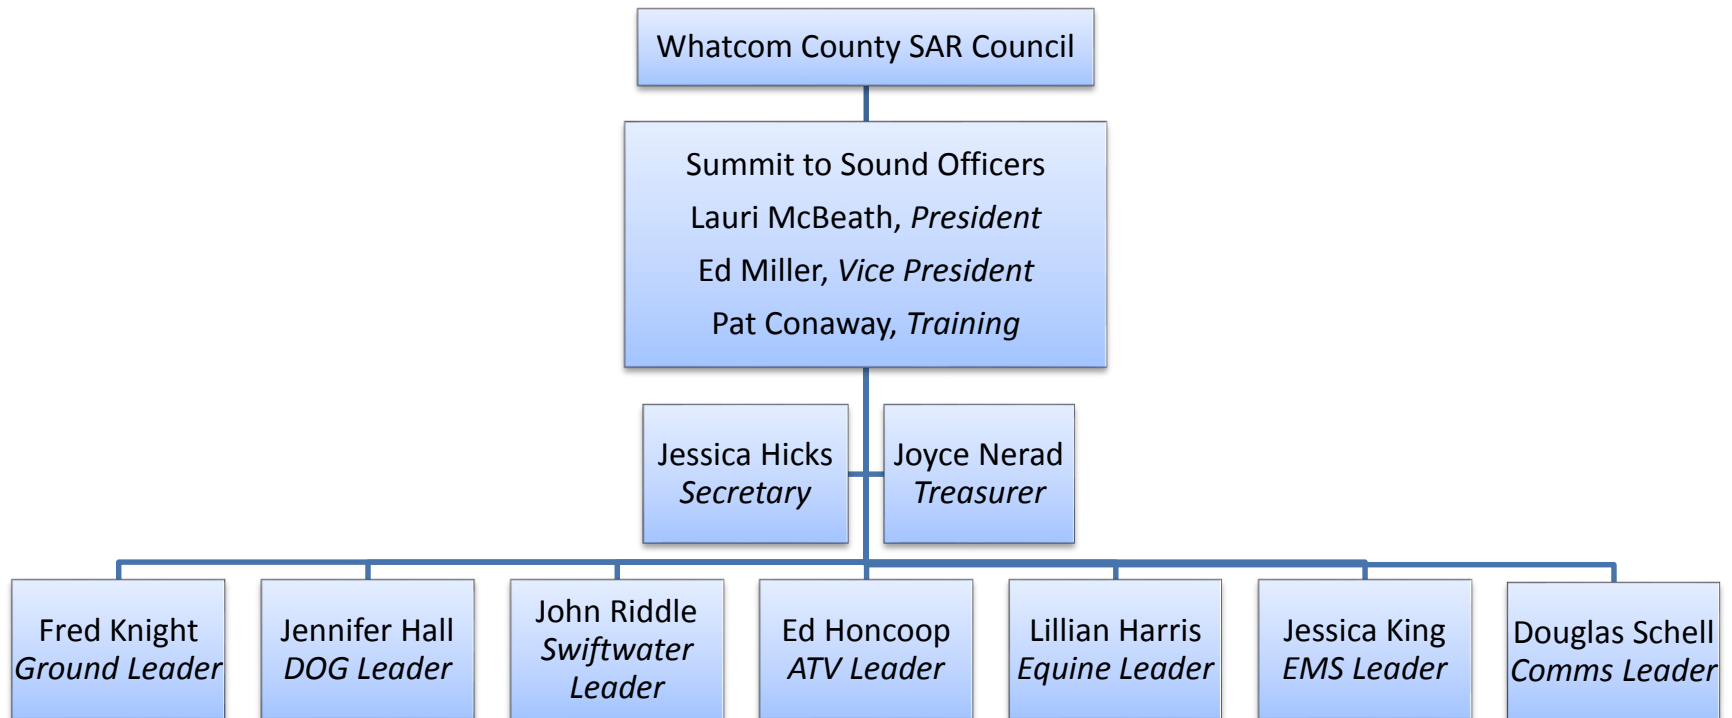 Whatcom County SAR Council
Summit to Sound Officers
Lauri McBeath, President
Ed Miller, Vice President
Pat Conaway, Training
Jessica Hicks
Secretary
Joyce Nerad
Treasurer
Fred Knight
Ground Leader
Jennifer Hall
DOG Leader
John Riddle
Swiftwater
Leader
Ed Honcoop
ATV Leader
Lillian Harris
Equine Leader
Jessica King
EMS Leader
Douglas Schell
Comms Leader